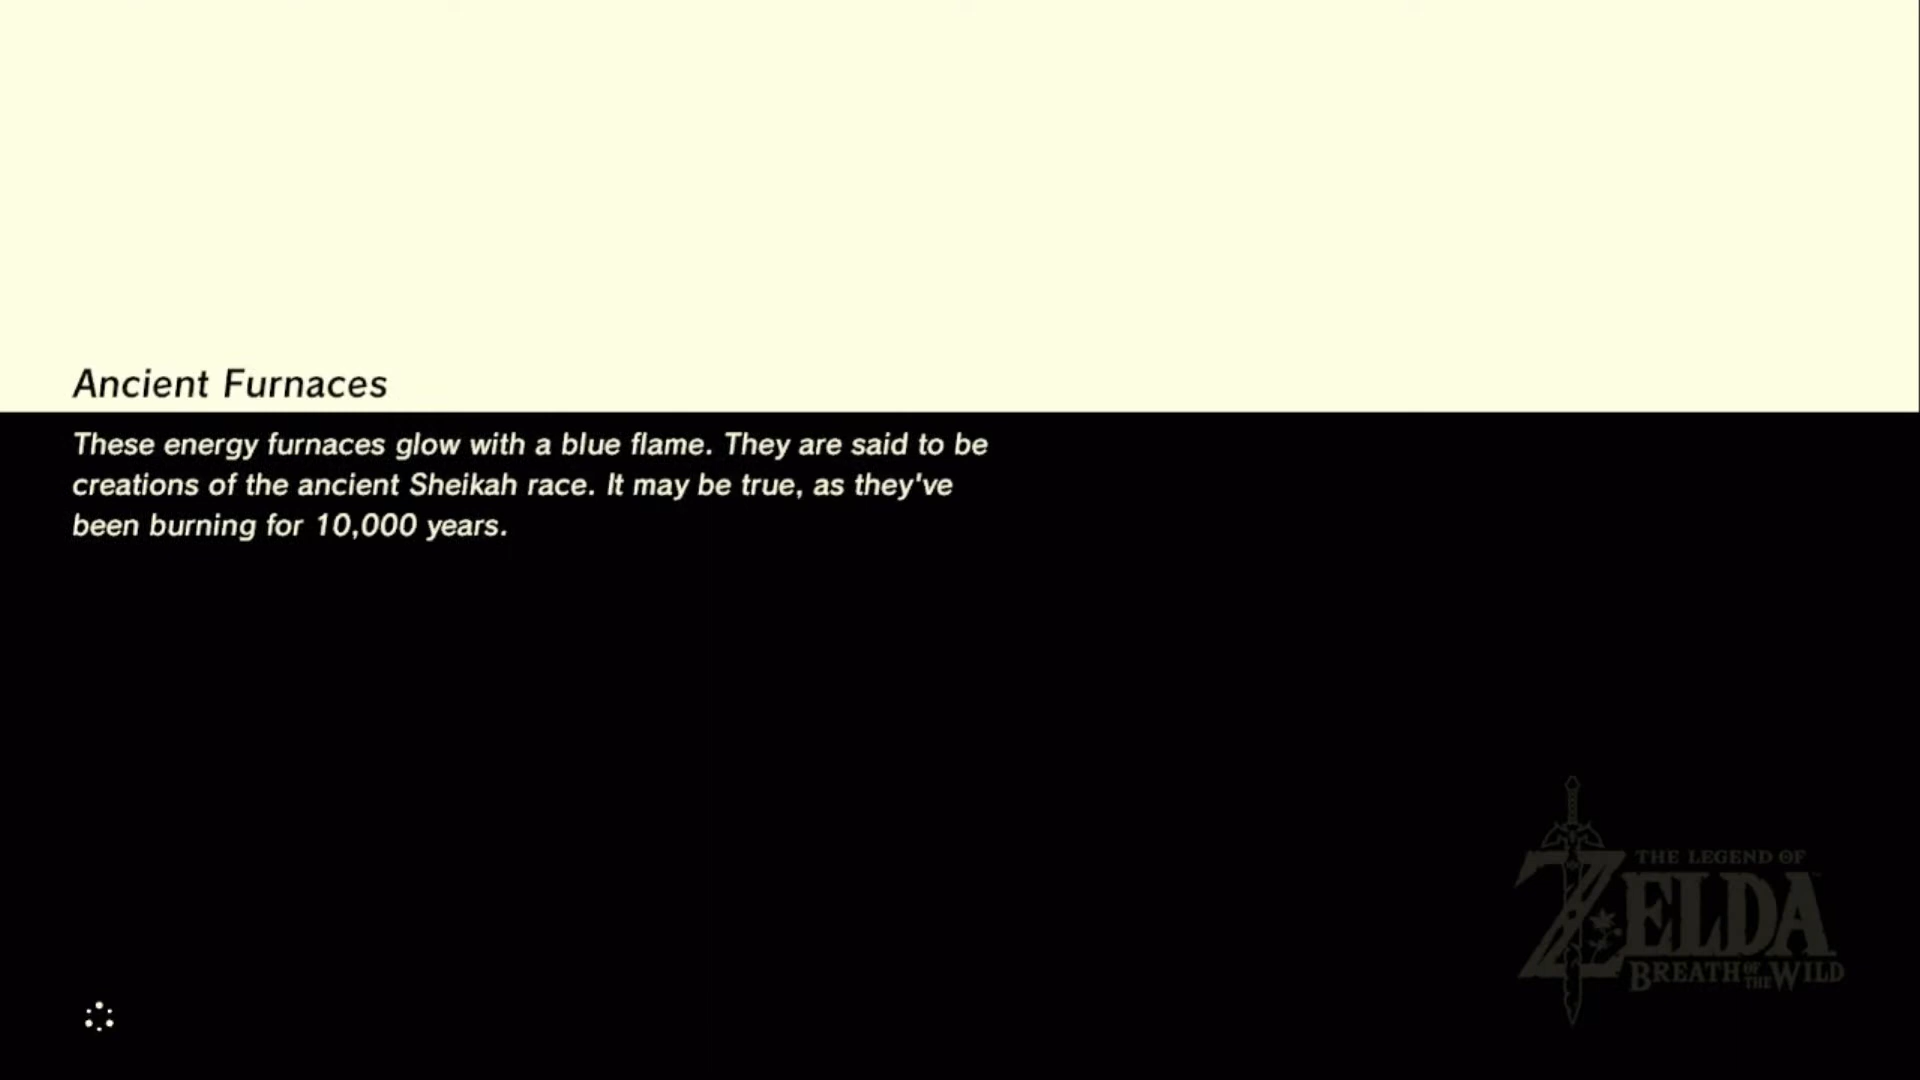 Ancient Furnaces
These energy furnaces glow with a blue flame. They are said to be
creations of the ancient Sheikah race. It may be true, as they've
been burning for 10,000 years.
THE LEGEND OF
ZELDA
BREATH OF THE WILD